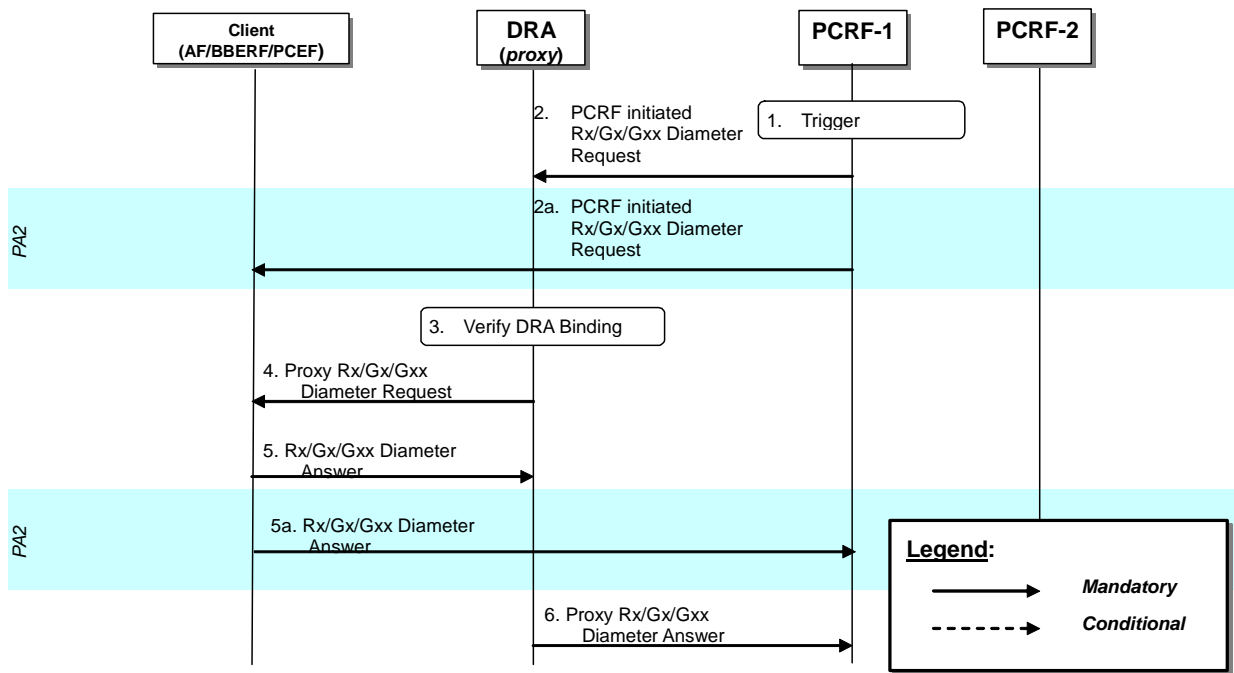 Client
(AF/BBERF/PCEF)
DRA
(proxy)
PCRF-1
PCRF-2
1. Trigger
2. PCRF initiated
Rx/Gx/Gxx Diameter
Request
PA2
2a. PCRF initiated
Rx/Gx/Gxx Diameter
Request
3. Verify DRA Binding
4. Proxy Rx/Gx/Gxx
Diameter Request
5. Rx/Gx/Gxx Diameter
Answer
PA2
5a. Rx/Gx/Gxx Diameter
Answer
6. Proxy Rx/Gx/Gxx
Diameter Answer
Legend:
Mandatory
Conditional